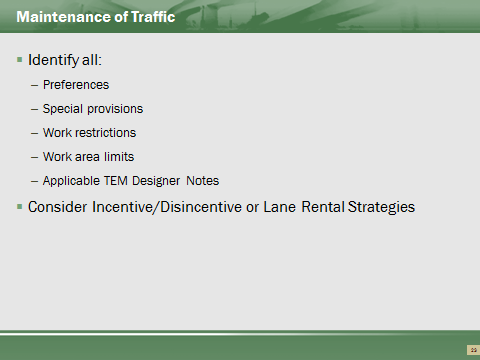 Maintenance of Traffic
▪ Identify all:
– Preferences
– Special provisions
– Work restrictions
– Work area limits
– Applicable TEM Designer Notes
▪ Consider Incentive/Disincentive or Lane Rental Strategies